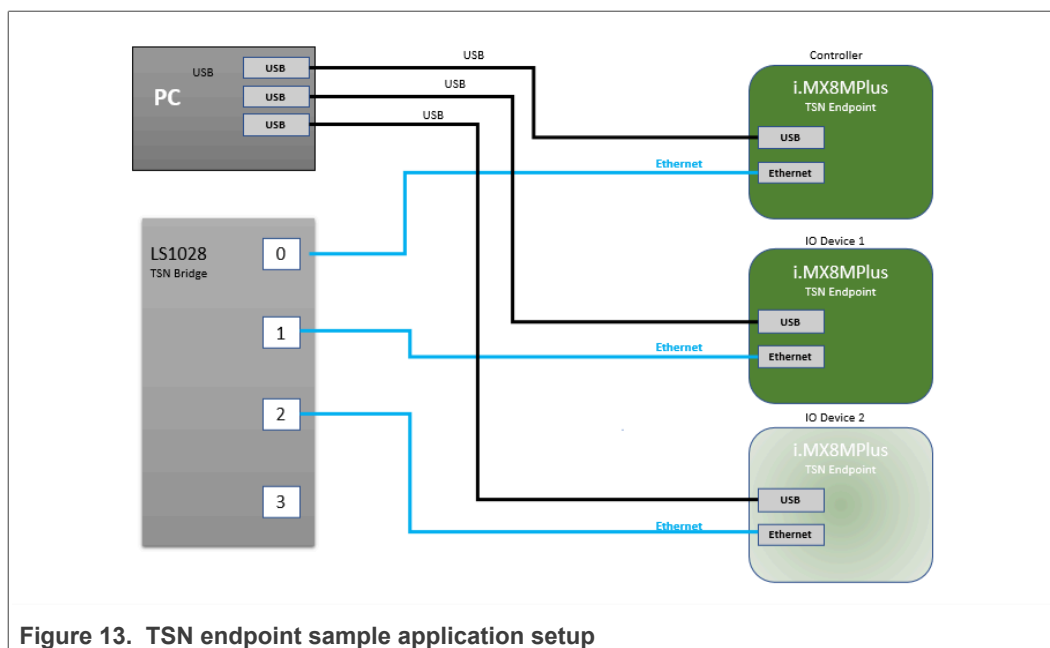 USB
PC
USB
USB
USB
USB
USB
USB
Controller
i.MX8MPlus
TSN Endpoint
USB
Ethernet
Ethernet
LS1028
TSN Bridge
0
1
2
3
IO Device 1
i.MX8MPlus
TSN Endpoint
USB
Ethernet
Ethernet
IO Device 2
i.MX8MPlus
TSN Endpoint
USB
Ethernet
Ethernet
Figure 13. TSN endpoint sample application setup